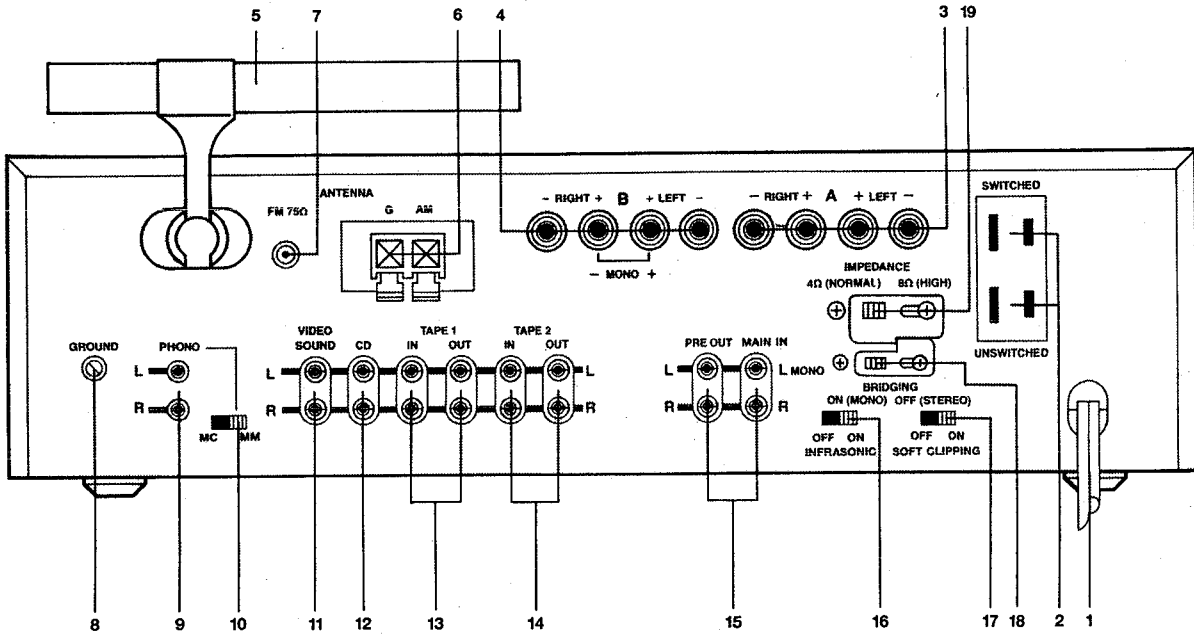 5 7 6 4 3 19
ANTENNA
FM 75Ω
G AM
- RIGHT + B + LEFT -
- MONO +
- RIGHT + A + LEFT -
SWITCHED
UNSWITCHED
IMPEDANCE
4Ω (NORMAL) 8Ω (HIGH)
GROUND
PHONO
L
R
MC MM
VIDEO SOUND
CD
TAPE 1
IN OUT
TAPE 2
IN OUT
L L
R R
PRE OUT MAIN IN
L L MONO
R R
BRIDGING
ON (MONO) OFF (STEREO)
OFF ON
INFRASONIC
OFF ON
SOFT CLIPPING
8 9 10 11 12 13 14 15 16 17 18 2 1